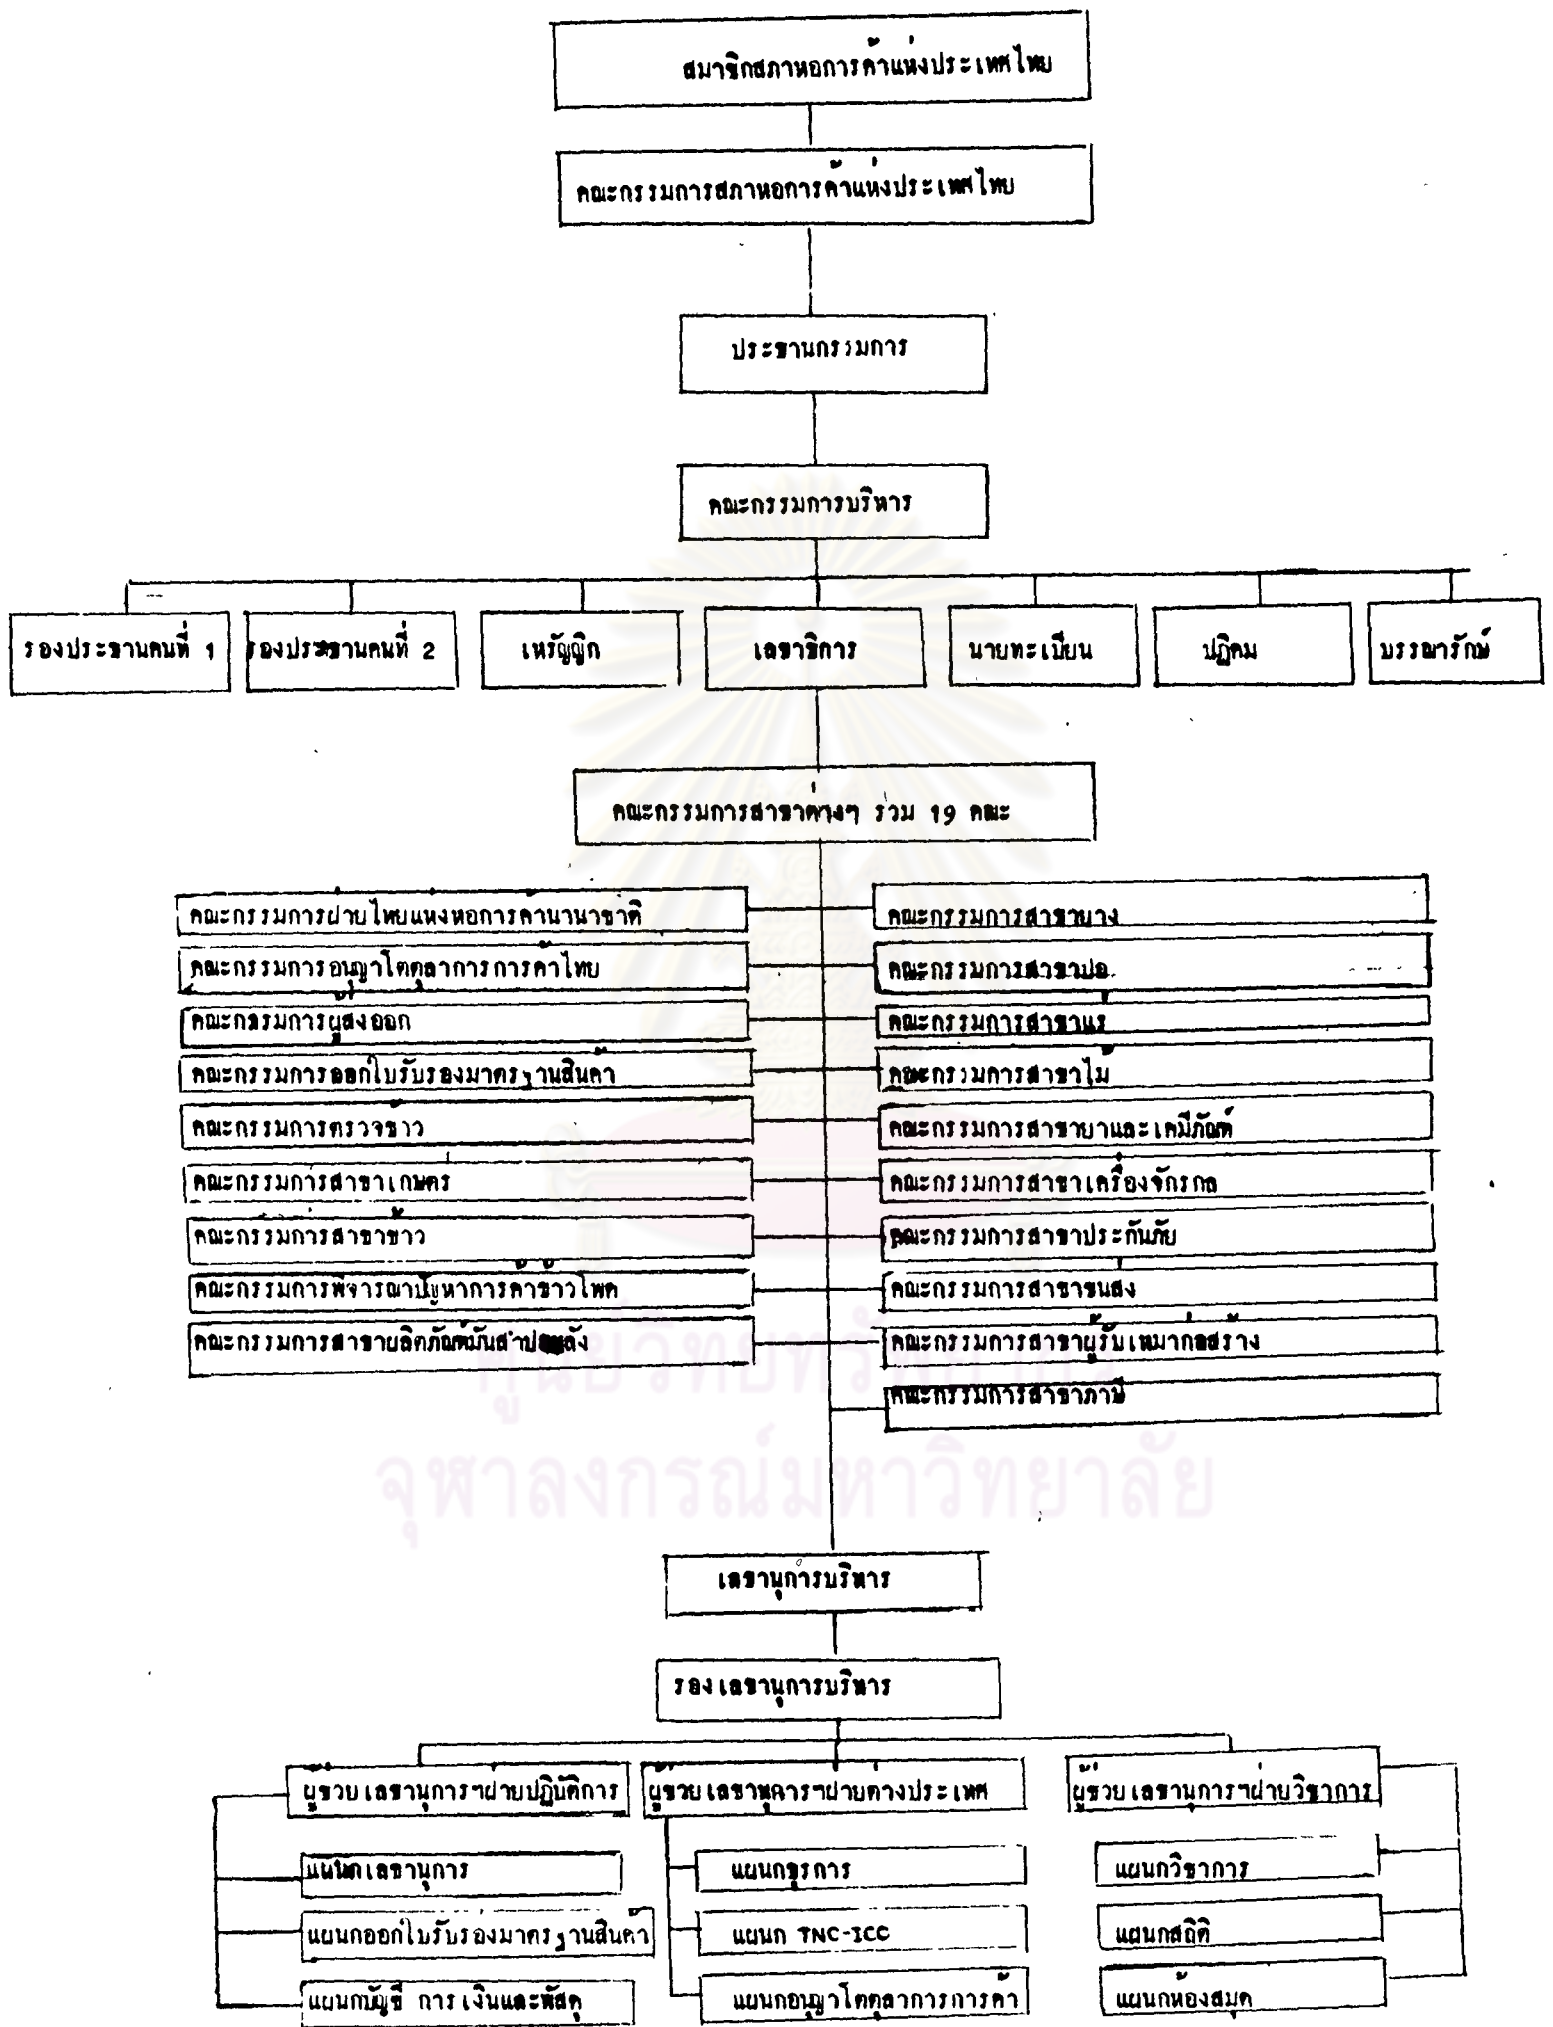 สมาชิกสภาหอการค้าแห่งประเทศไทย
คณะกรรมการสภาหอการค้าแห่งประเทศไทย
ประธานกรรมการ
คณะกรรมการบริหาร
รองประธานคนที่ 1
รองประธานคนที่ 2
เหรัญญิก
เลขาธิการ
นายทะเบียน
ปฏิคม
บรรณารักษ์
คณะกรรมการสาขาต่างๆ รวม 19 คณะ
คณะกรรมการฝ่ายไทยแห่งหอการค้านานาชาติ
คณะกรรมการสาขายาง
คณะกรรมการอนุญาโตตุลาการการค้าไทย
คณะกรรมการสาขาปอ
คณะกรรมการผู้ส่งออก
คณะกรรมการสาขาแร่
คณะกรรมการออกใบรับรองมาตรฐานสินค้า
คณะกรรมการสาขาไม้
คณะกรรมการตรวจข้าว
คณะกรรมการสาขายาและเคมีภัณฑ์
คณะกรรมการสาขาเกษตร
คณะกรรมการสาขาเครื่องจักรกล
คณะกรรมการสาขาข้าว
คณะกรรมการสาขาประกันภัย
คณะกรรมการพิจารณาปัญหาการค้าข้าวโพด
คณะกรรมการสาขาขนส่ง
คณะกรรมการสาขาผลิตภัณฑ์มันสำปะหลัง
คณะกรรมการสาขาผู้รับเหมาก่อสร้าง
คณะกรรมการสาขาภาษี
ศูนย์วิทยทรัพยากร
จุฬาลงกรณ์มหาวิทยาลัย
เลขานุการบริหาร
รองเลขานุการบริหาร
ผู้ช่วยเลขานุการฯฝ่ายปฏิบัติการ
ผู้ช่วยเลขานุการฯฝ่ายต่างประเทศ
ผู้ช่วยเลขานุการฯฝ่ายวิชาการ
แผนกเลขานุการ
แผนกธุรการ
แผนกวิชาการ
แผนกออกใบรับรองมาตรฐานสินค้า
แผนก TNC-ICC
แผนกสถิติ
แผนกบัญชี การเงินและพัสดุ
แผนกอนุญาโตตุลาการการค้า
แผนกห้องสมุด